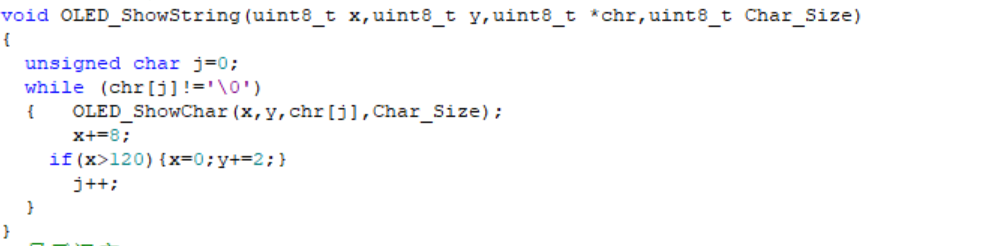 void OLED_ShowString(uint8_t x,uint8_t y,uint8_t *chr,uint8_t Char_Size)
{
  unsigned char j=0;
  while (chr[j]!='\0')
  {   OLED_ShowChar(x,y,chr[j],Char_Size);
      x+=8;
    if(x>120){x=0;y+=2;}
      j++;
  }
}